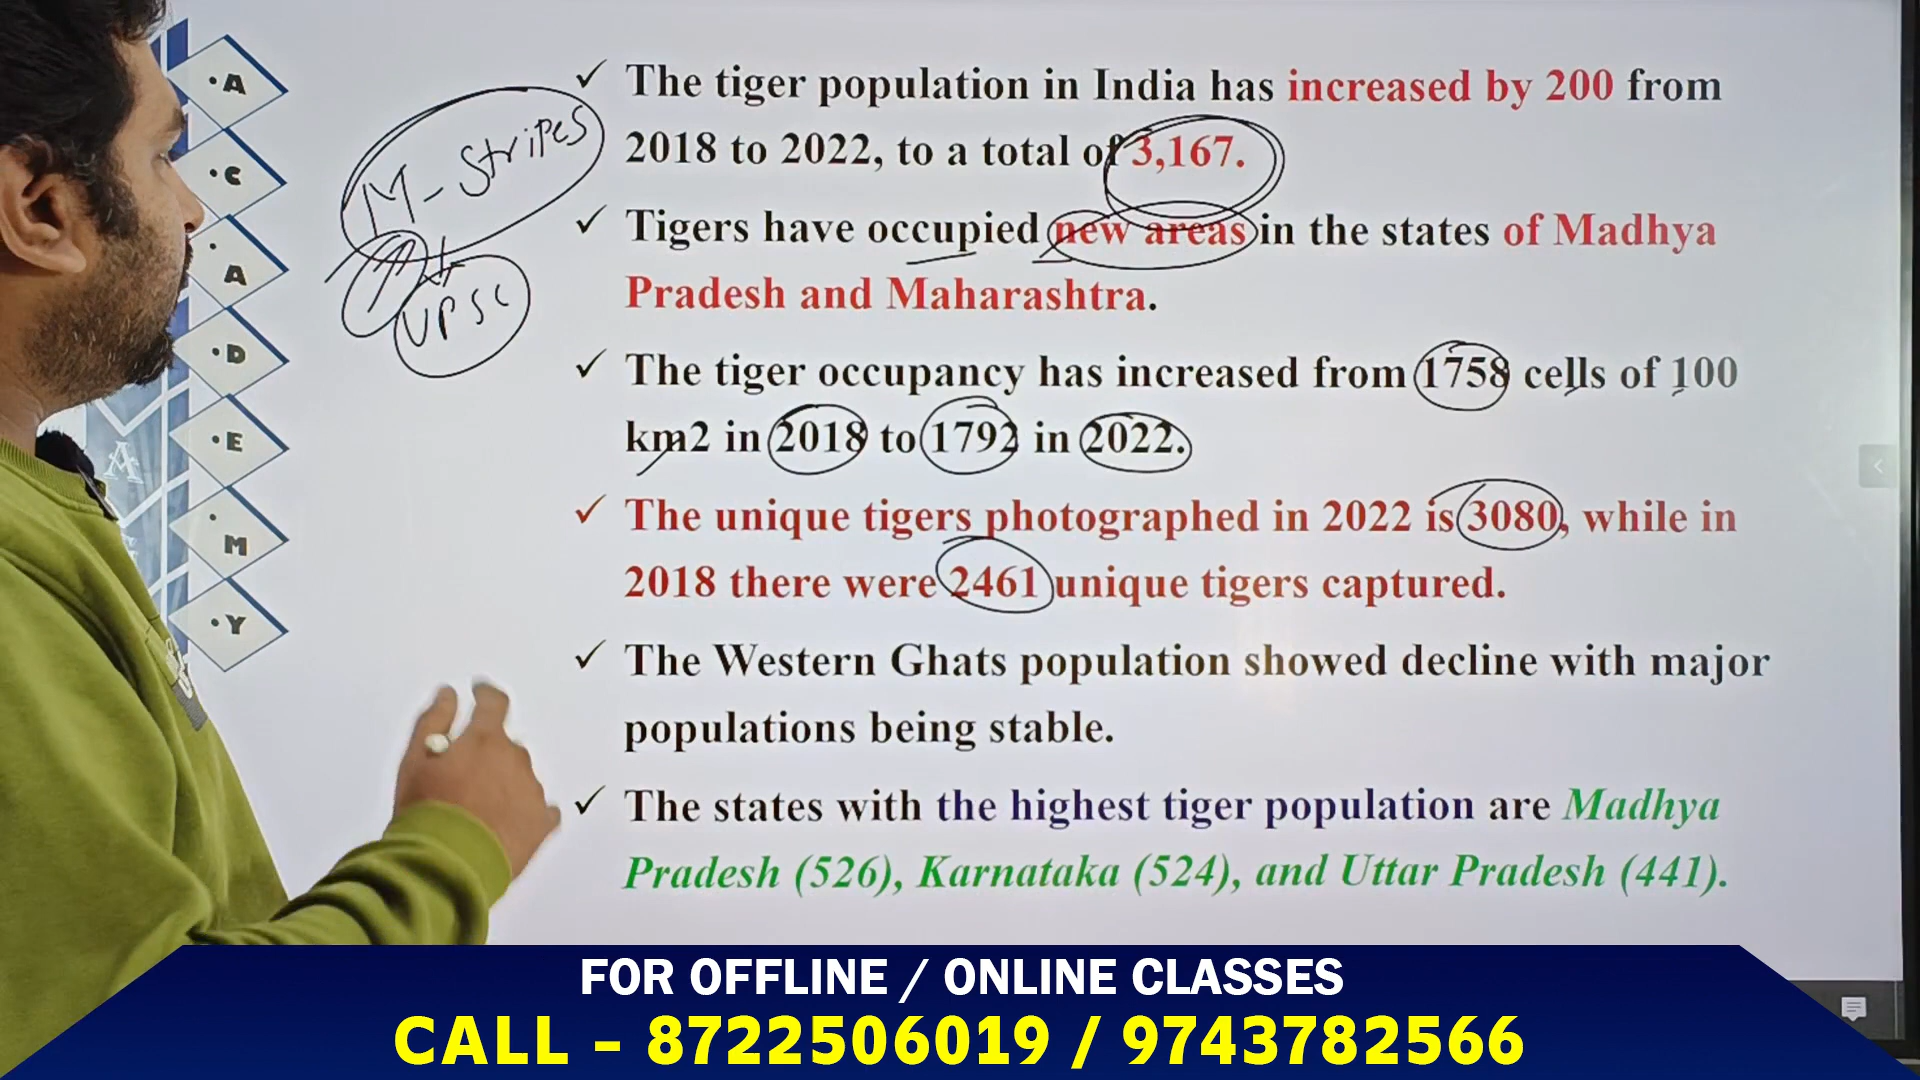 • A
• C
• A
• D
• E
• M
• Y
A
M-Stripes
UPSC
✓ The tiger population in India has increased by 200 from
2018 to 2022, to a total of 3,167.
✓ Tigers have occupied new areas in the states of Madhya
Pradesh and Maharashtra.
✓ The tiger occupancy has increased from 1758 cells of 100
km2 in 2018 to 1792 in 2022.
✓ The unique tigers photographed in 2022 is 3080, while in
2018 there were 2461 unique tigers captured.
✓ The Western Ghats population showed decline with major
populations being stable.
✓ The states with the highest tiger population are Madhya
Pradesh (526), Karnataka (524), and Uttar Pradesh (441).
FOR OFFLINE / ONLINE CLASSES
CALL – 8722506019 / 9743782566